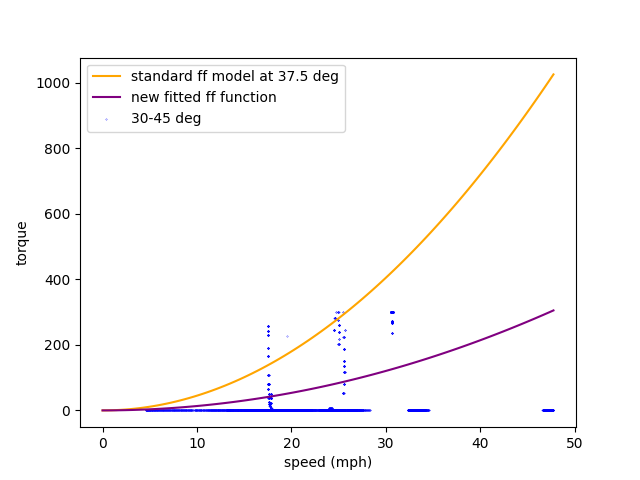 standard ff model at 37.5 deg
new fitted ff function
30-45 deg
1000
800
600
400
200
0
torque
0 10 20 30 40 50
speed (mph)